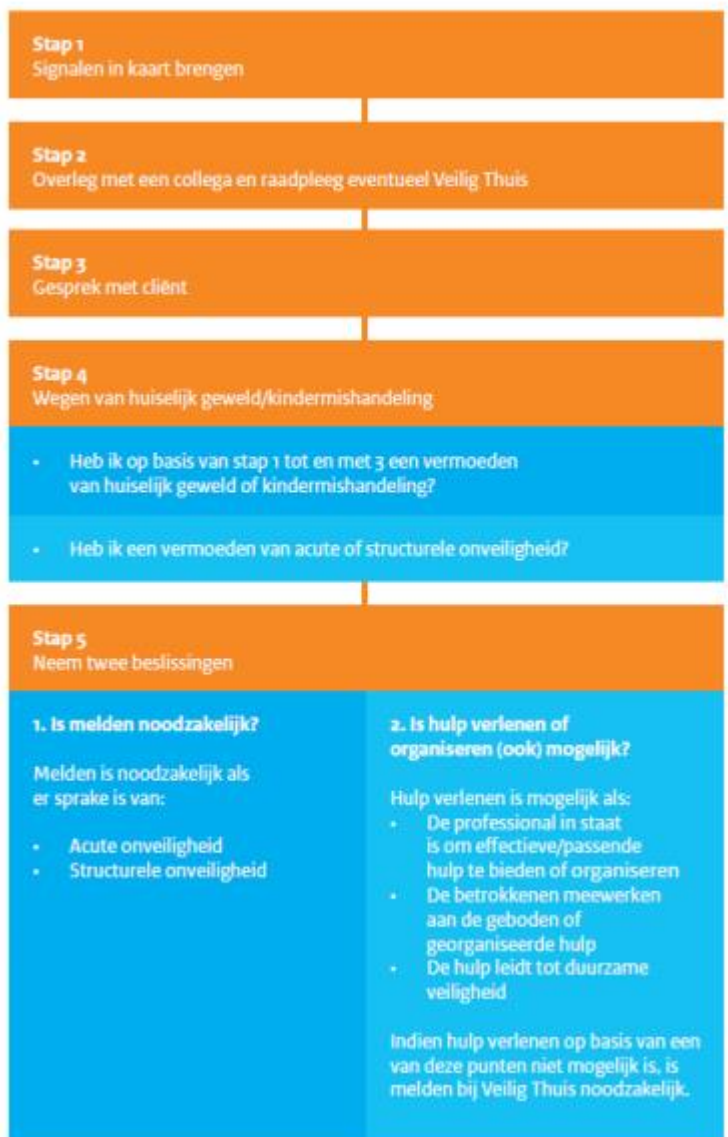 Stap 1
Signalen in kaart brengen
Stap 2
Overleg met een collega en raadpleeg eventueel Veilig Thuis
Stap 3
Gesprek met cliënt
Stap 4
Wegen van huiselijk geweld/kindermishandeling
• Heb ik op basis van stap 1 tot en met 3 een vermoeden
van huiselijk geweld of kindermishandeling?
• Heb ik een vermoeden van acute of structurele onveiligheid?
Stap 5
Neem twee beslissingen
1. Is melden noodzakelijk?
Melden is noodzakelijk als
er sprake is van:
• Acute onveiligheid
• Structurele onveiligheid
2. Is hulp verlenen of
organiseren (ook) mogelijk?
Hulp verlenen is mogelijk als:
• De professional in staat
is om effectieve/passende
hulp te bieden of organiseren
• De betrokkenen meewerken
aan de geboden of
georganiseerde hulp
• De hulp leidt tot duurzame
veiligheid
Indien hulp verlenen op basis van een
van deze punten niet mogelijk is, is
melden bij Veilig Thuis noodzakelijk.